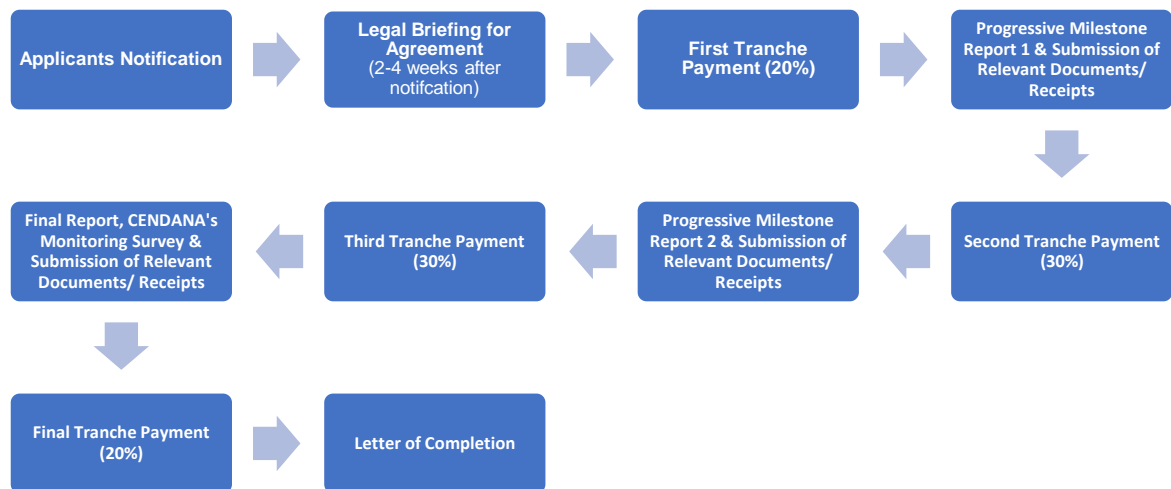 Applicants Notification
Legal Briefing for
Agreement
(2-4 weeks after
notifcation)
First Tranche
Payment (20%)
Progressive Milestone
Report 1 & Submission of
Relevant Documents/
Receipts
Second Tranche Payment
(30%)
Progressive Milestone
Report 2 & Submission of
Relevant Documents/
Receipts
Third Tranche Payment
(30%)
Final Report, CENDANA's
Monitoring Survey &
Submission of Relevant
Documents/ Receipts
Final Tranche Payment
(20%)
Letter of Completion